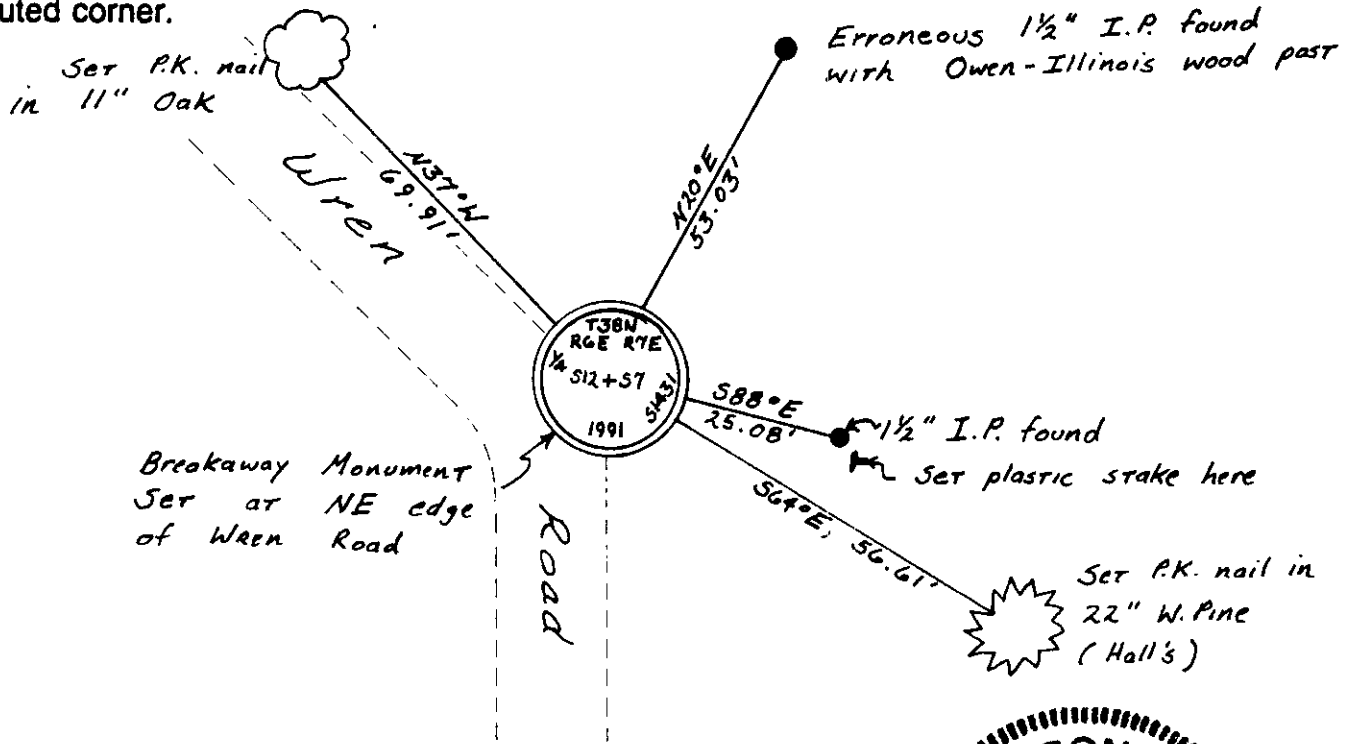 uted corner.
Set P.K. nail
in 11" Oak
Erroneous 1½" I.P. found
with Owen-Illinois wood post
Wren
N37°W
69.91'
N20°E
53.03'
T38N
R6E R7E
¼ S12+S7
S1431
1991
S88°E
25.08'
1½" I.P. found
Set plastic stake here
Breakaway Monument
Set at NE edge
of Wren Road
Road
S64°E, 56.61'
Set P.K. nail in
22" W. Pine
(Hall's)